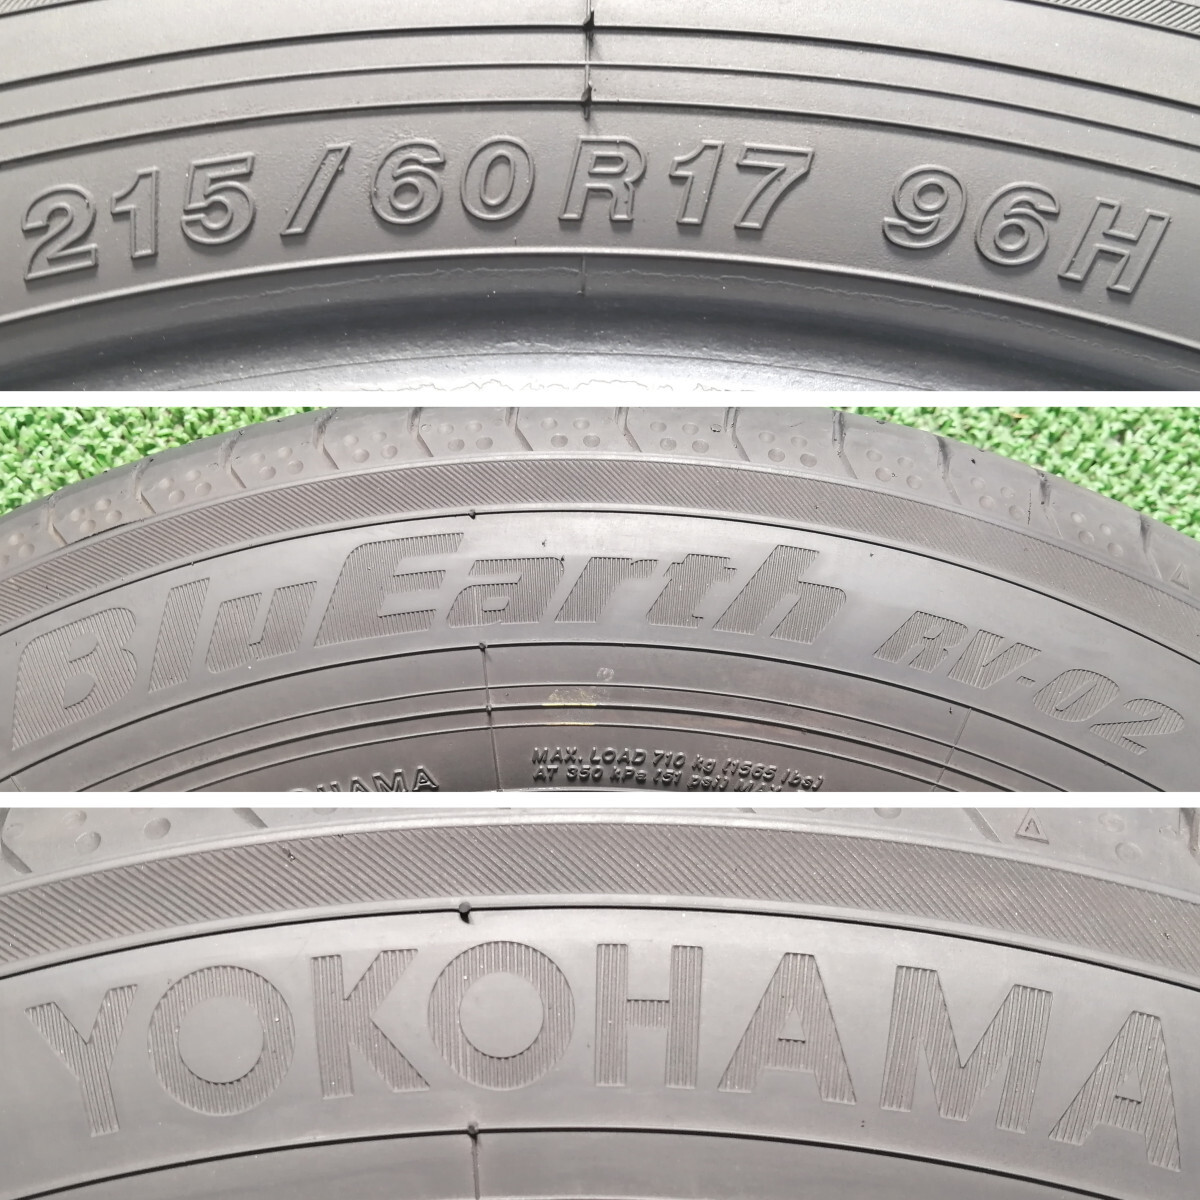 215/60R17 96H
BluEarth RV-02
MAX. LOAD 710 kg (1565 lbs)
AT 350 kPa (51 psi) MAX
YOKOHAMA